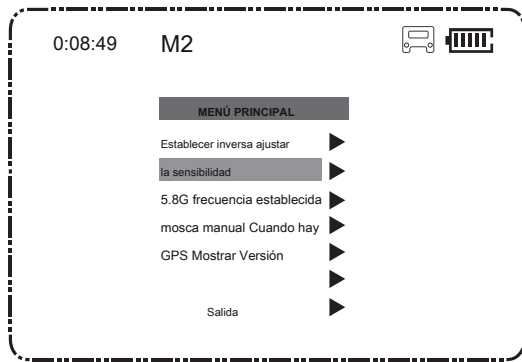 0:08:49 M2
MENÚ PRINCIPAL
Establecer inversa ajustar
la sensibilidad
5.8G frecuencia establecida
mosca manual Cuando hay
GPS Mostrar Versión
Salida